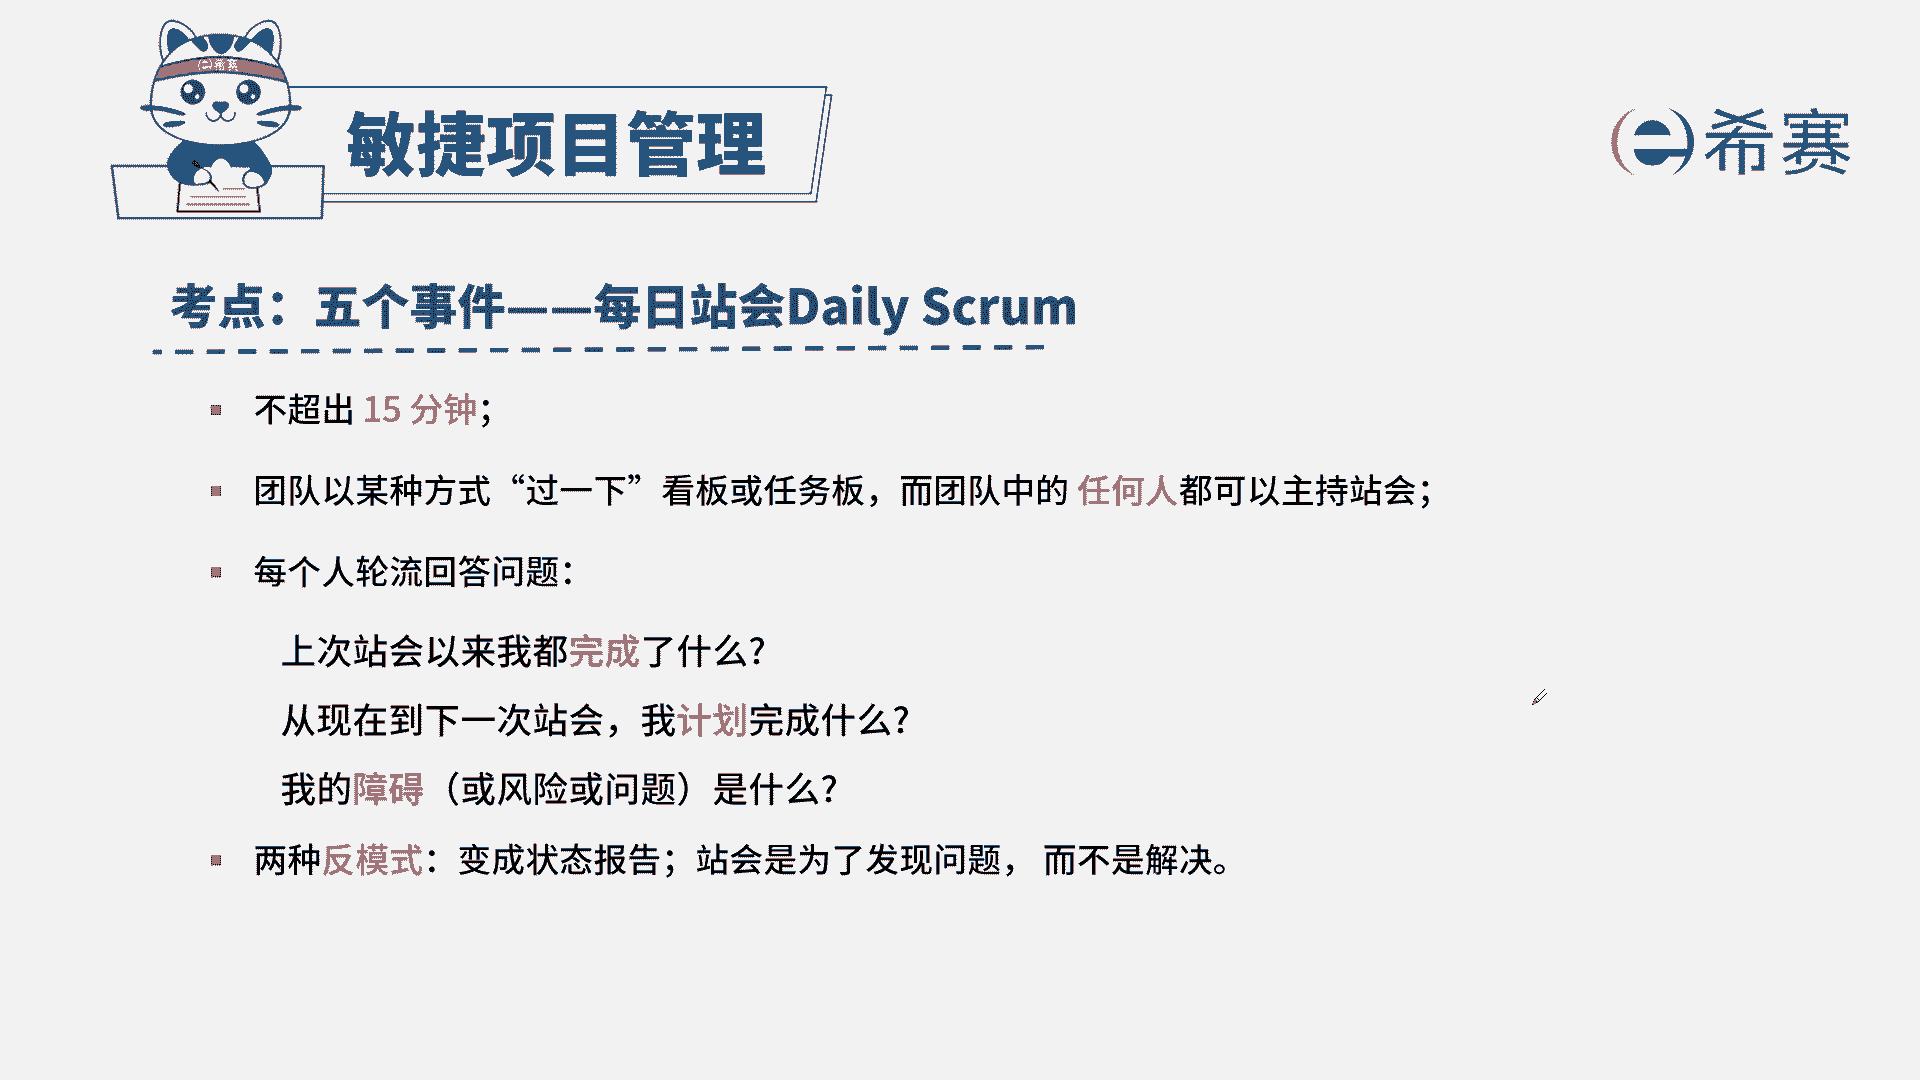 希赛
敏捷项目管理
希赛
考点：五个事件——每日站会Daily Scrum
不超出 15 分钟；
团队以某种方式“过一下”看板或任务板，而团队中的 任何人都可以主持站会；
每个人轮流回答问题：
上次站会以来我都完成了什么？
从现在到下一次站会，我计划完成什么？
我的障碍（或风险或问题）是什么？
两种反模式：变成状态报告；站会是为了发现问题， 而不是解决。